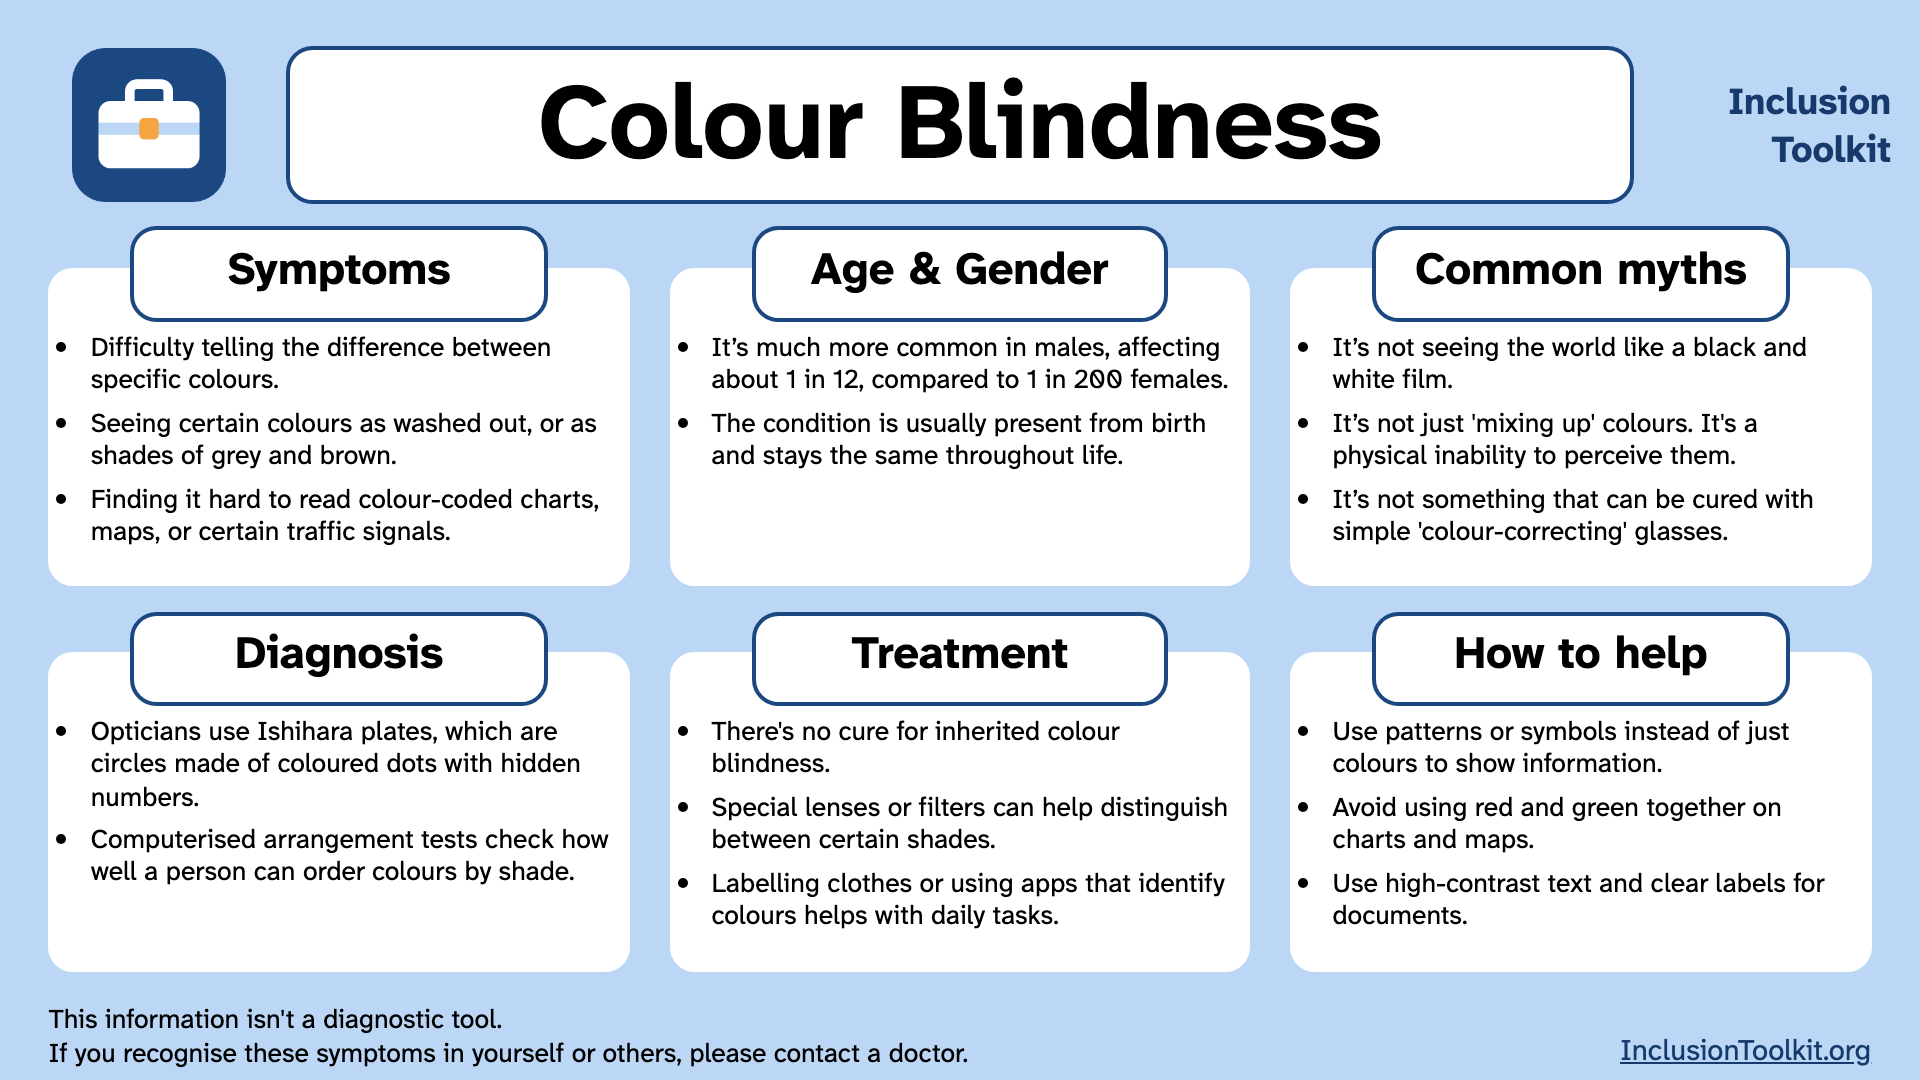 Colour Blindness
Inclusion
Toolkit
Symptoms
• Difficulty telling the difference between
specific colours.
• Seeing certain colours as washed out, or as
shades of grey and brown.
• Finding it hard to read colour-coded charts,
maps, or certain traffic signals.
Age & Gender
• It’s much more common in males, affecting
about 1 in 12, compared to 1 in 200 females.
• The condition is usually present from birth
and stays the same throughout life.
Common myths
• It’s not seeing the world like a black and
white film.
• It’s not just 'mixing up' colours. It's a
physical inability to perceive them.
• It’s not something that can be cured with
simple 'colour-correcting' glasses.
Diagnosis
• Opticians use Ishihara plates, which are
circles made of coloured dots with hidden
numbers.
• Computerised arrangement tests check how
well a person can order colours by shade.
Treatment
• There's no cure for inherited colour
blindness.
• Special lenses or filters can help distinguish
between certain shades.
• Labelling clothes or using apps that identify
colours helps with daily tasks.
How to help
• Use patterns or symbols instead of just
colours to show information.
• Avoid using red and green together on
charts and maps.
• Use high-contrast text and clear labels for
documents.
This information isn't a diagnostic tool.
If you recognise these symptoms in yourself or others, please contact a doctor.
InclusionToolkit.org